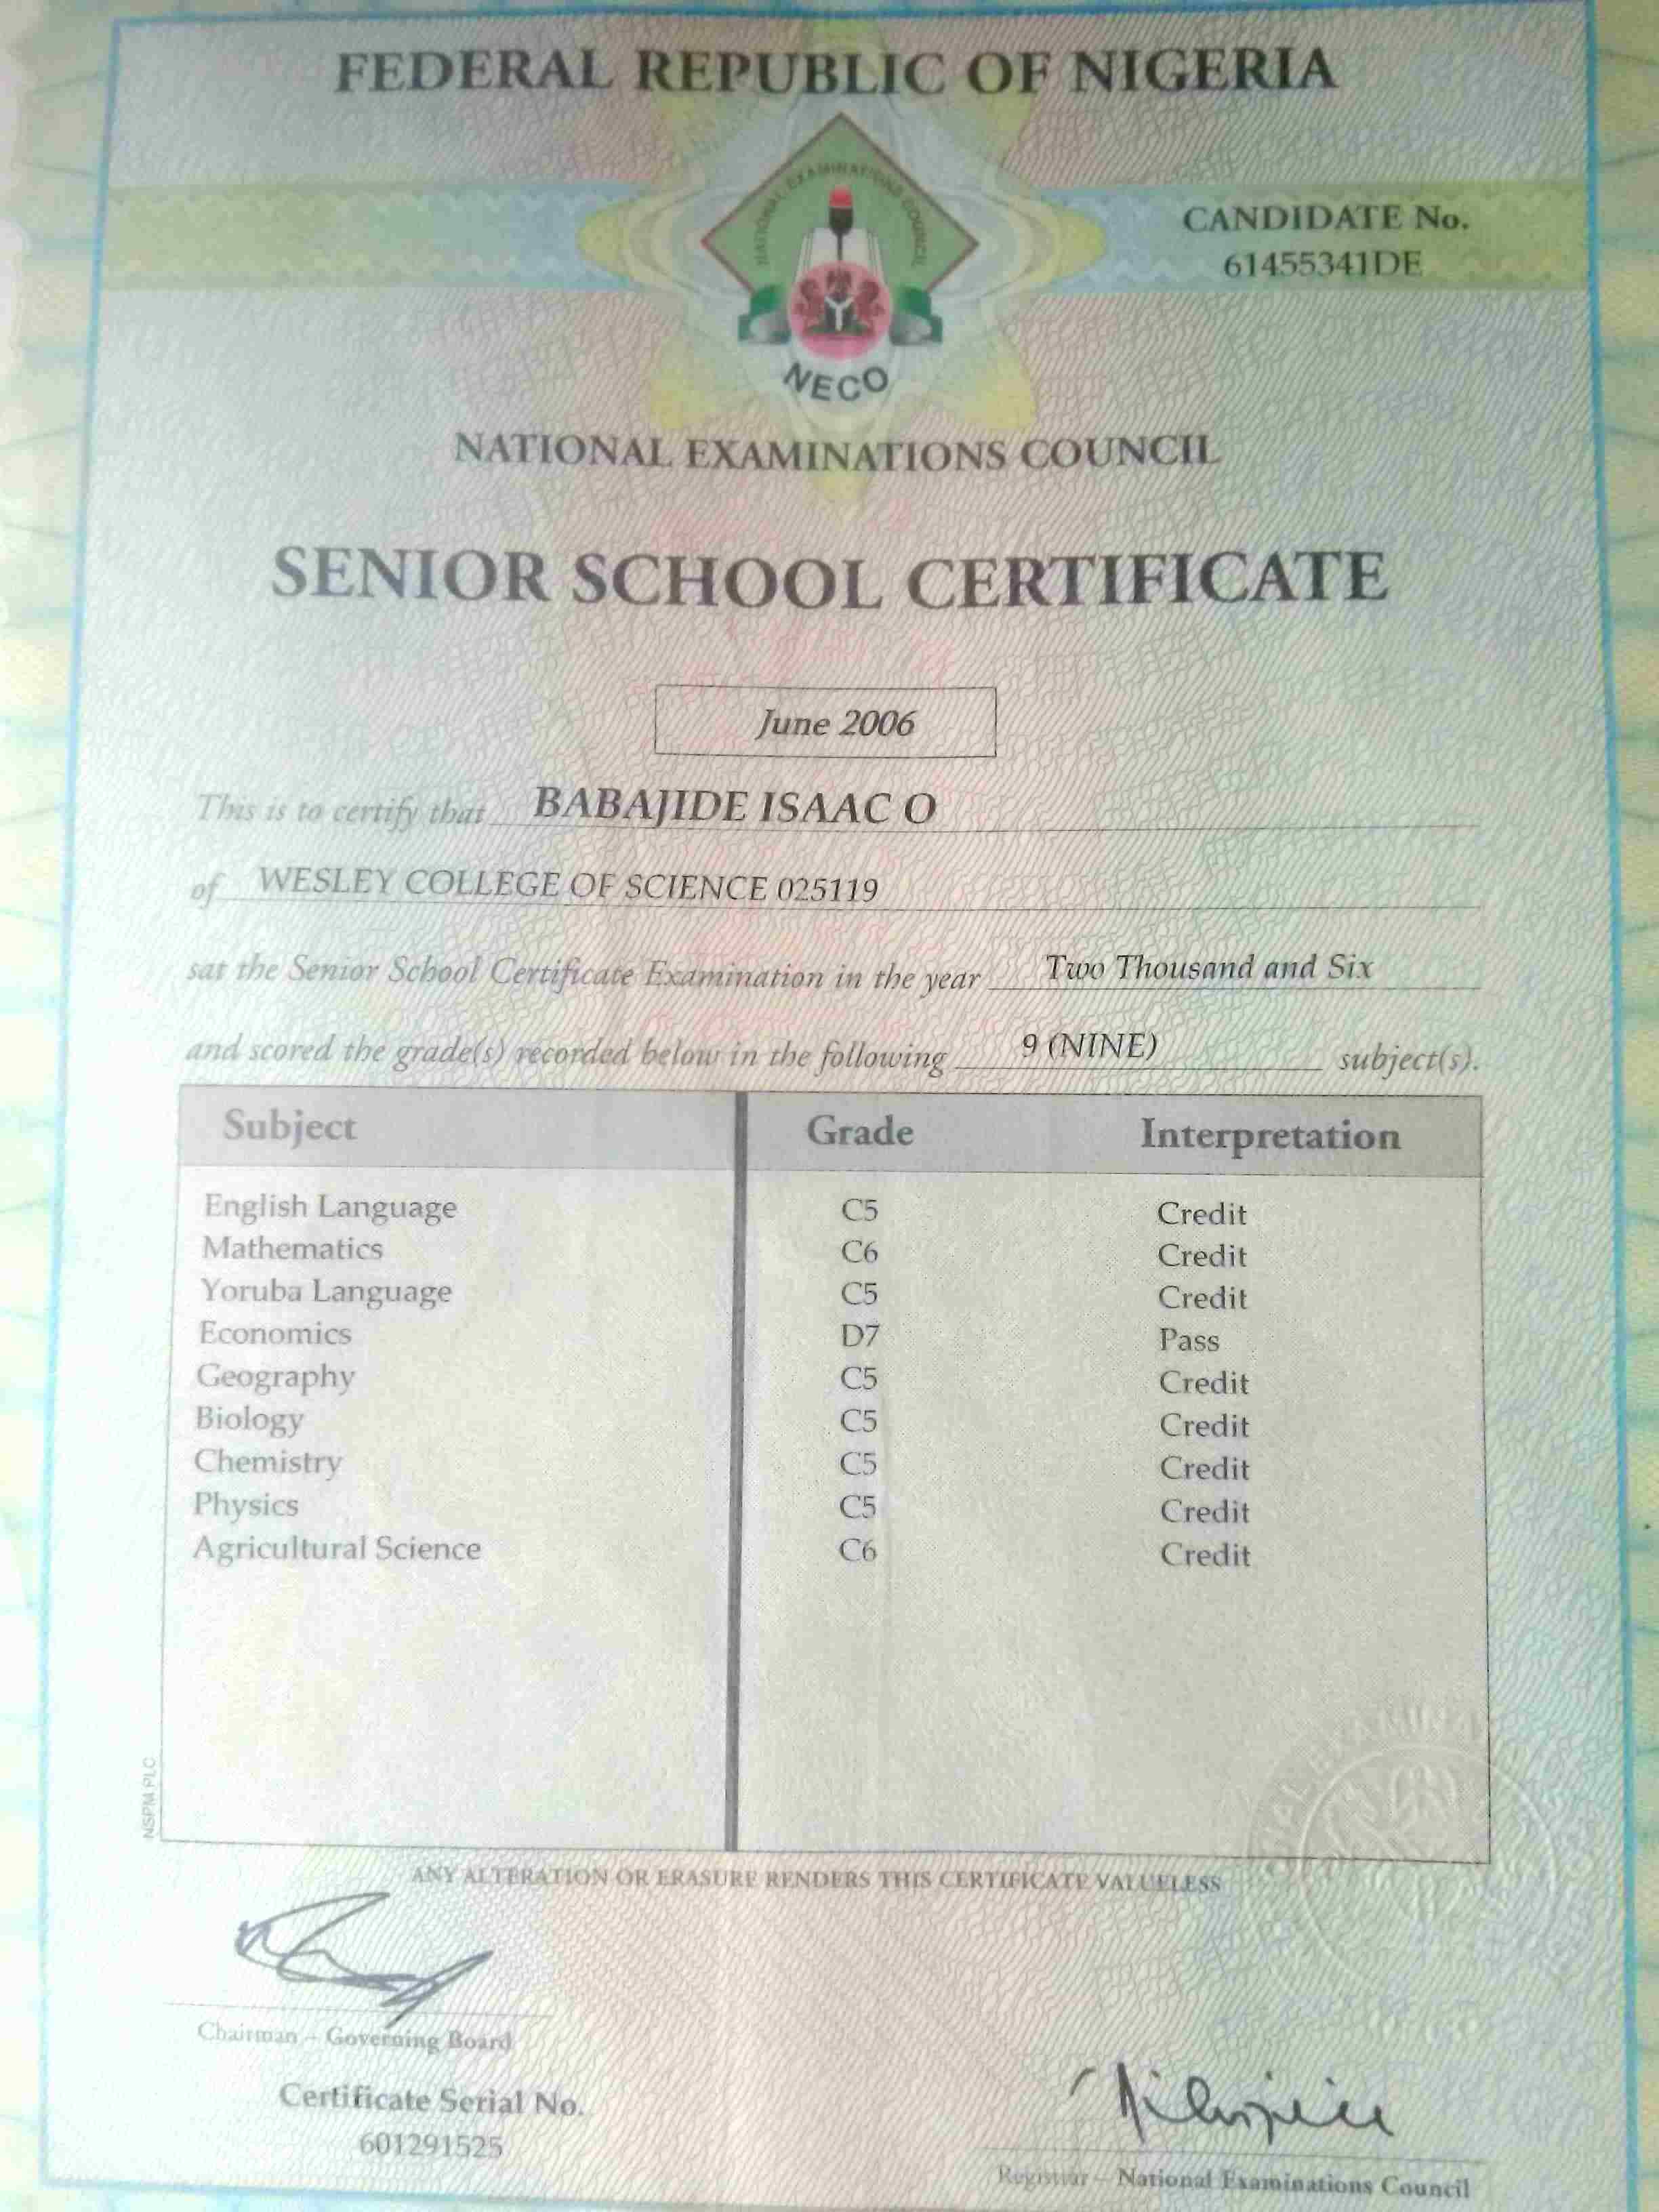 FEDERAL REPUBLIC OF NIGERIA
NATIONAL EXAMINATIONS COUNCIL
CANDIDATE No.
61455341DE
NECO
NATIONAL EXAMINATIONS COUNCIL
SENIOR SCHOOL CERTIFICATE
June 2006
This is to certify that BABAJIDE ISAAC O
of WESLEY COLLEGE OF SCIENCE 025119
sat the Senior School Certificate Examination in the year Two Thousand and Six
and scored the grade(s) recorded below in the following 9 (NINE) subject(s).
Subject Grade Interpretation
English Language C5 Credit
Mathematics C6 Credit
Yoruba Language C5 Credit
Economics D7 Pass
Geography C5 Credit
Biology C5 Credit
Chemistry C5 Credit
Physics C5 Credit
Agricultural Science C6 Credit
NSPM PLC
ANY ALTERATION OR ERASURE RENDERS THIS CERTIFICATE VALUELESS
Chairman – Governing Board
Certificate Serial No.
601291525
Registrar – National Examinations Council